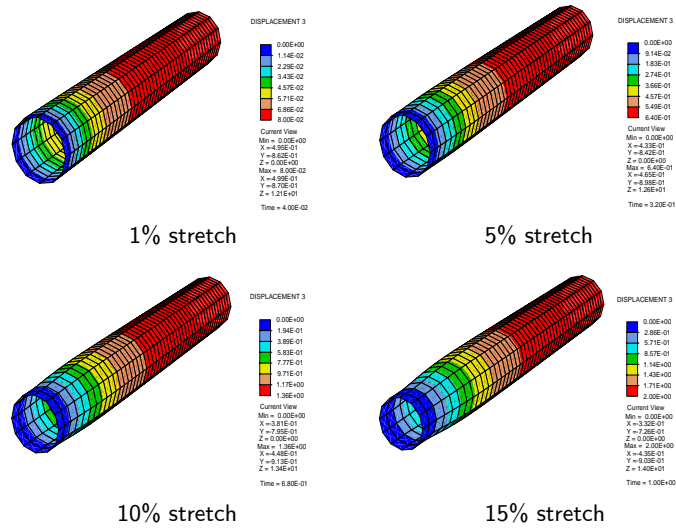 DISPLACEMENT 3
0.00E+00
1.14E-02
2.29E-02
3.43E-02
4.57E-02
5.71E-02
6.86E-02
8.00E-02
Current View
Min = 0.00E+00
X =-4.95E-01
Y =-8.62E-01
Z = 0.00E+00
Max = 8.00E-02
X =-4.99E-01
Y =-8.70E-01
Z = 1.21E+01
Time = 4.00E-02
1% stretch
DISPLACEMENT 3
0.00E+00
9.14E-02
1.83E-01
2.74E-01
3.66E-01
4.57E-01
5.49E-01
6.40E-01
Current View
Min = 0.00E+00
X =-4.33E-01
Y =-8.42E-01
Z = 0.00E+00
Max = 6.40E-01
X =-4.65E-01
Y =-8.98E-01
Z = 1.26E+01
Time = 3.20E-01
5% stretch
DISPLACEMENT 3
0.00E+00
1.94E-01
3.89E-01
5.83E-01
7.77E-01
9.71E-01
1.17E+00
1.36E+00
Current View
Min = 0.00E+00
X =-3.81E-01
Y =-7.95E-01
Z = 0.00E+00
Max = 1.36E+00
X =-4.48E-01
Y =-9.13E-01
Z = 1.34E+01
Time = 6.80E-01
10% stretch
DISPLACEMENT 3
0.00E+00
2.86E-01
5.71E-01
8.57E-01
1.14E+00
1.43E+00
1.71E+00
2.00E+00
Current View
Min = 0.00E+00
X =-3.32E-01
Y =-7.26E-01
Z = 0.00E+00
Max = 2.00E+00
X =-4.35E-01
Y =-9.03E-01
Z = 1.40E+01
Time = 1.00E+00
15% stretch